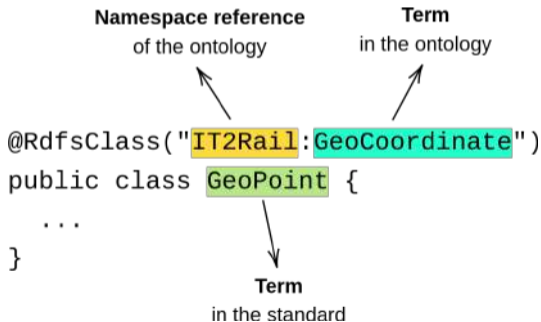 Namespace reference
of the ontology
Term
in the ontology
@RdfsClass("IT2Rail:GeoCoordinate")
public class GeoPoint {
...
}
Term
in the standard